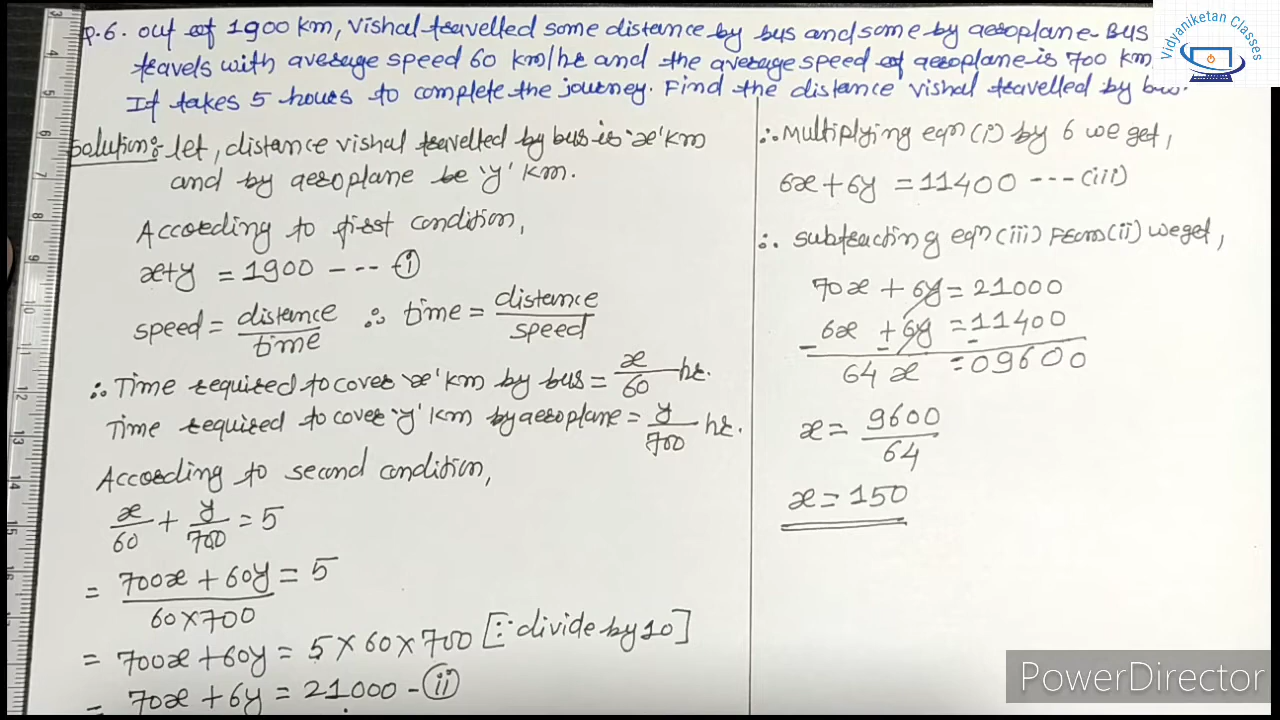 p.6. Out of 1900 km, Vishal travelled some distance by bus and some by aeroplane. Bus
travels with average speed 60 km/hr and the average speed of aeroplane is 700 km
It takes 5 hours to complete the journey. Find the distance vishal travelled by bus.
Solution:- let, distance vishal travelled by bus is 'x' km
and by aeroplane be 'y' km.
According to first condition,
x+y = 1900 --- (i)
speed = distance/time ∴ time = distance/speed
∴ Time required to cover 'x' km by bus = x/60 hr.
Time required to cover 'y' km by aeroplane = y/700 hr.
According to second condition,
x/60 + y/700 = 5
= 700x + 60y/60×700 = 5
= 700x+60y = 5×60×700 [∵ divide by 10]
= 70x + 6y = 21000 - (ii)
∴ Multiplying eqn (i) by 6 we get,
6x + 6y = 11400 --- (iii)
∴ subtracting eqn (iii) From (ii) we get,
70x + 6y = 21000
- 6x + 6y = 11400
- -
64 x = 09600
x = 9600/64
x = 150
Vidyaniketan Classes
PowerDirector